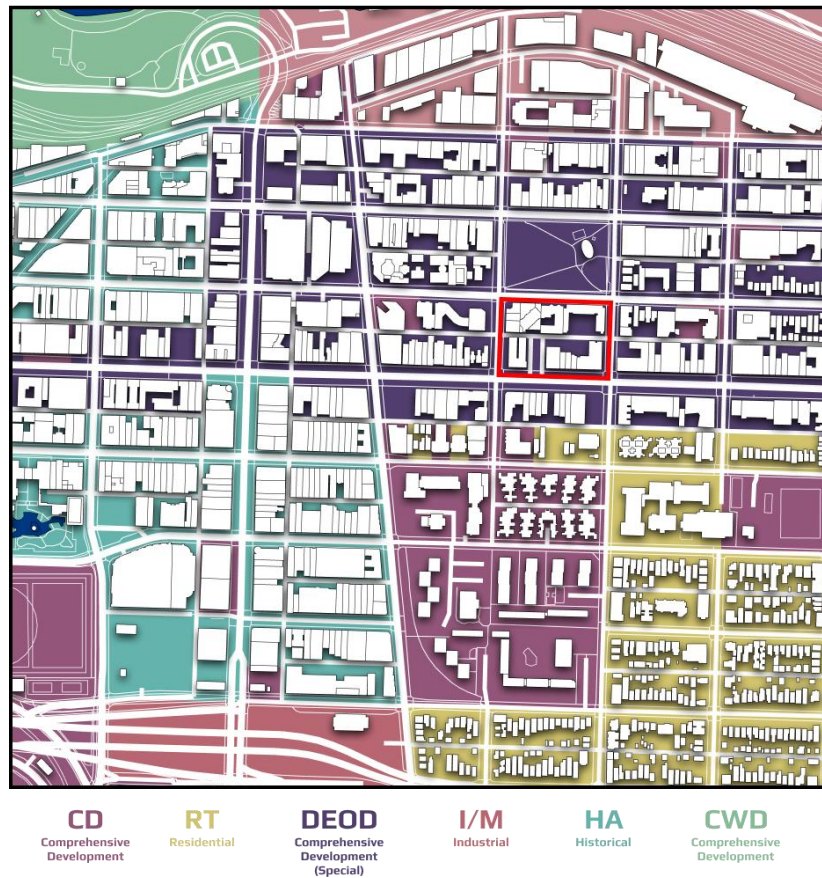 CD
Comprehensive
Development
RT
Residential
DEOD
Comprehensive
Development
(Special)
I/M
Industrial
HA
Historical
CWD
Comprehensive
Development